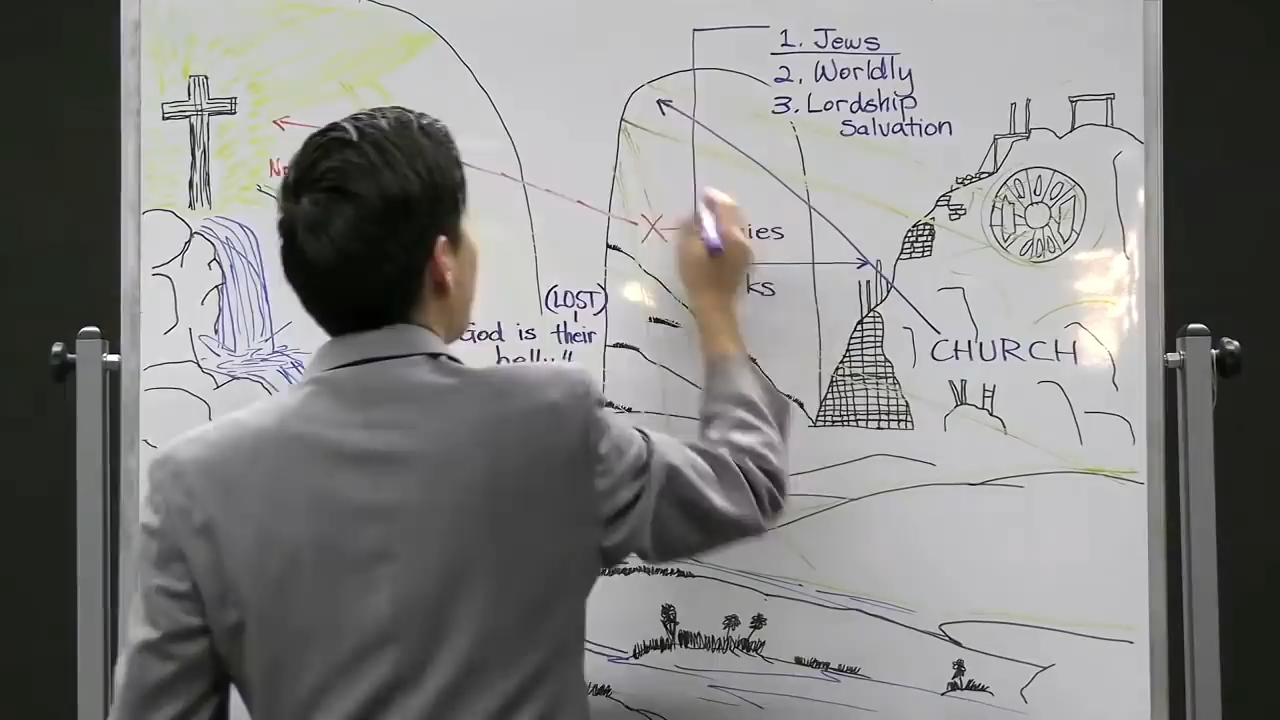 1. Jews
2. Worldly
3. Lordship
Salvation
X
(LOST)
God is their
CHURCH